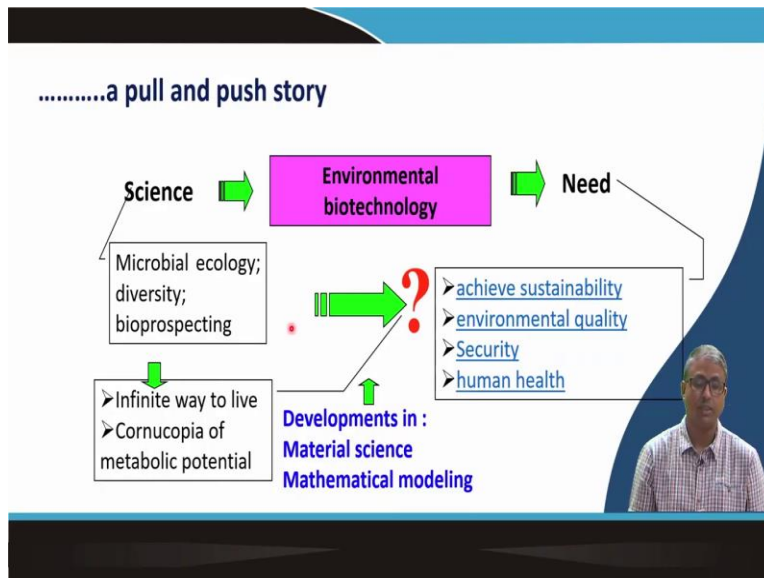 ………..a pull and push story
Science
Environmental
biotechnology
Need
Microbial ecology;
diversity;
bioprospecting
?
➢achieve sustainability
➢environmental quality
➢Security
➢human health
➢Infinite way to live
➢Cornucopia of
metabolic potential
Developments in :
Material science
Mathematical modeling